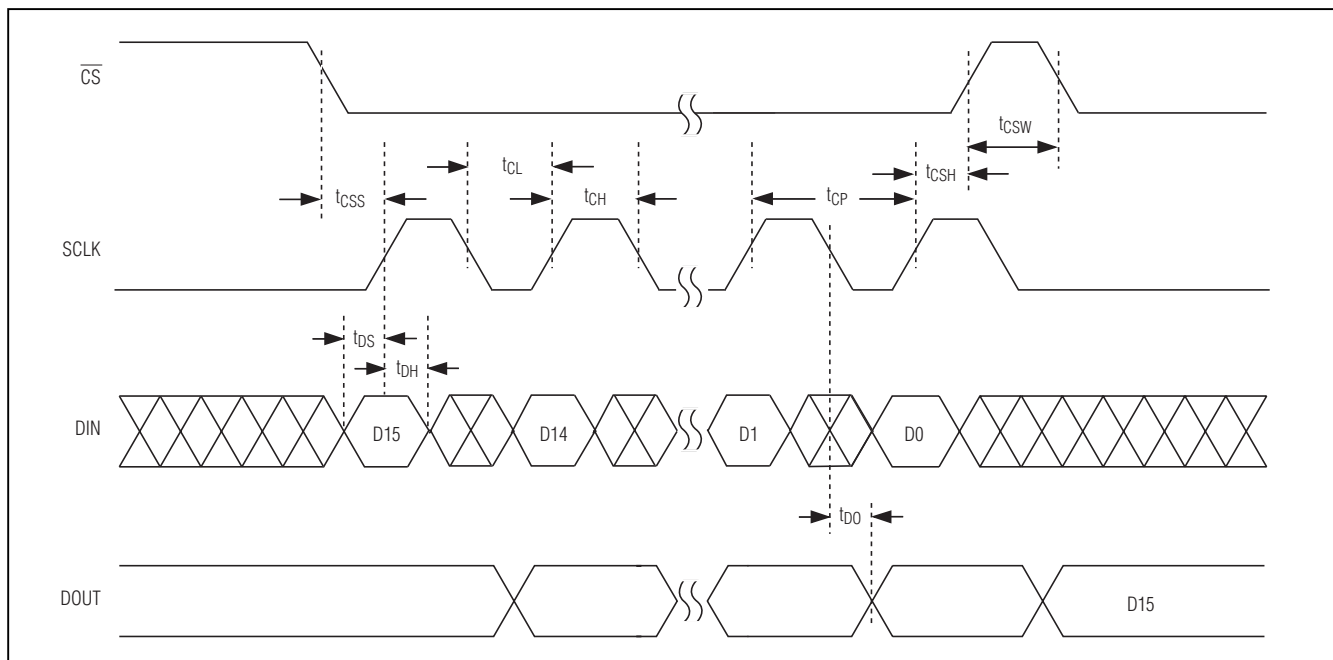 CS
tCSW
tCL
tCSH
tCSS
tCH
tCP
SCLK
tDS
tDH
DIN
D15
D14
D1
D0
tDO
DOUT
D15